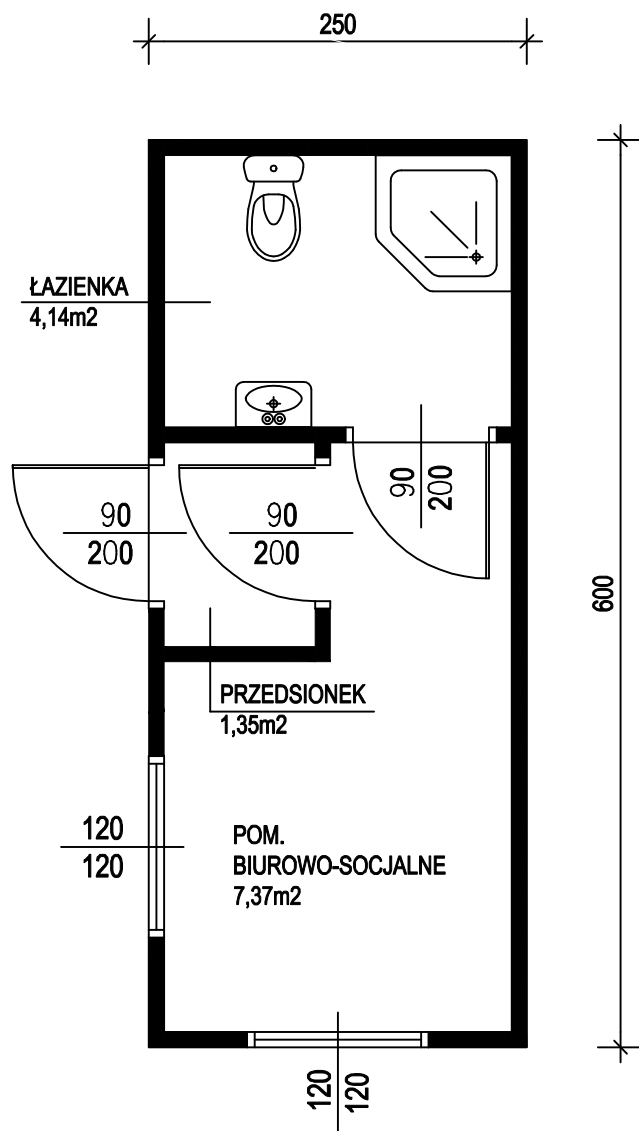 250
ŁAZIENKA
4,14m2
90
200
90
200
90
200
600
PRZEDSIONEK
1,35m2
120
120
POM.
BIUROWO-SOCJALNE
7,37m2
120
120